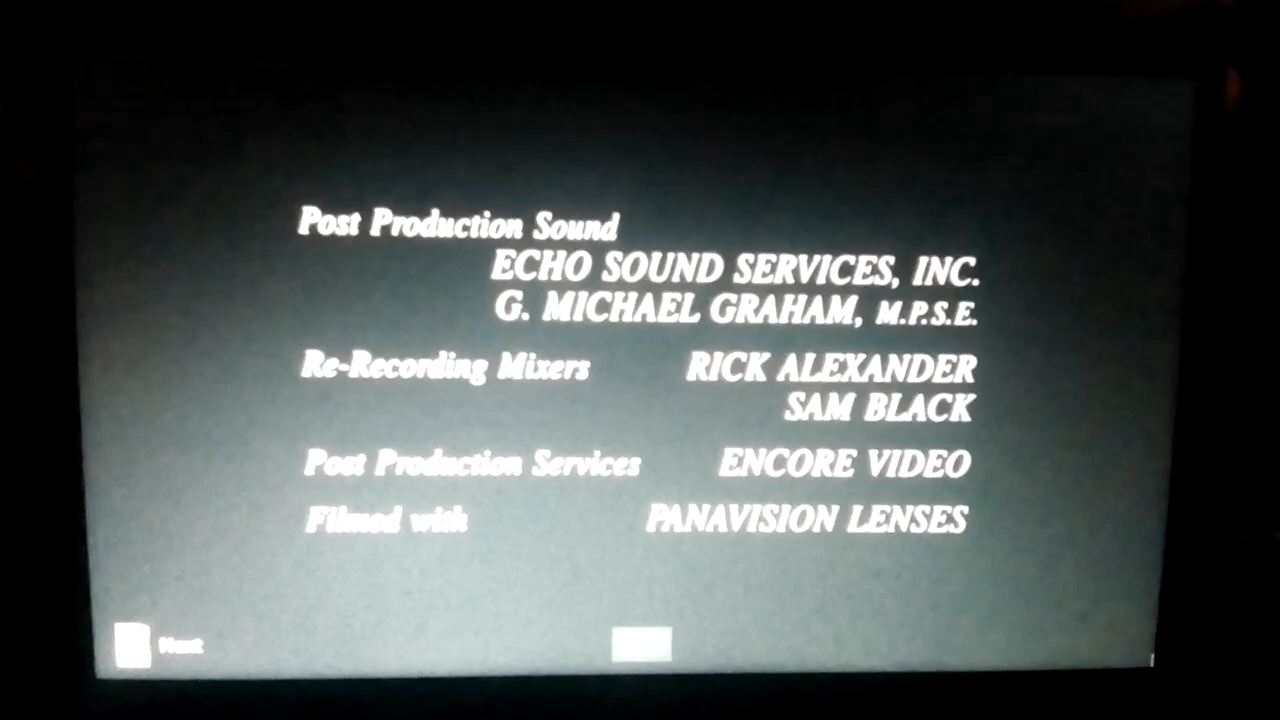 Post Production Sound
ECHO SOUND SERVICES, INC.
G. MICHAEL GRAHAM, M.P.S.E.
Re-Recording Mixers RICK ALEXANDER
SAM BLACK
Post Production Services ENCORE VIDEO
Filmed with PANAVISION LENSES
Next